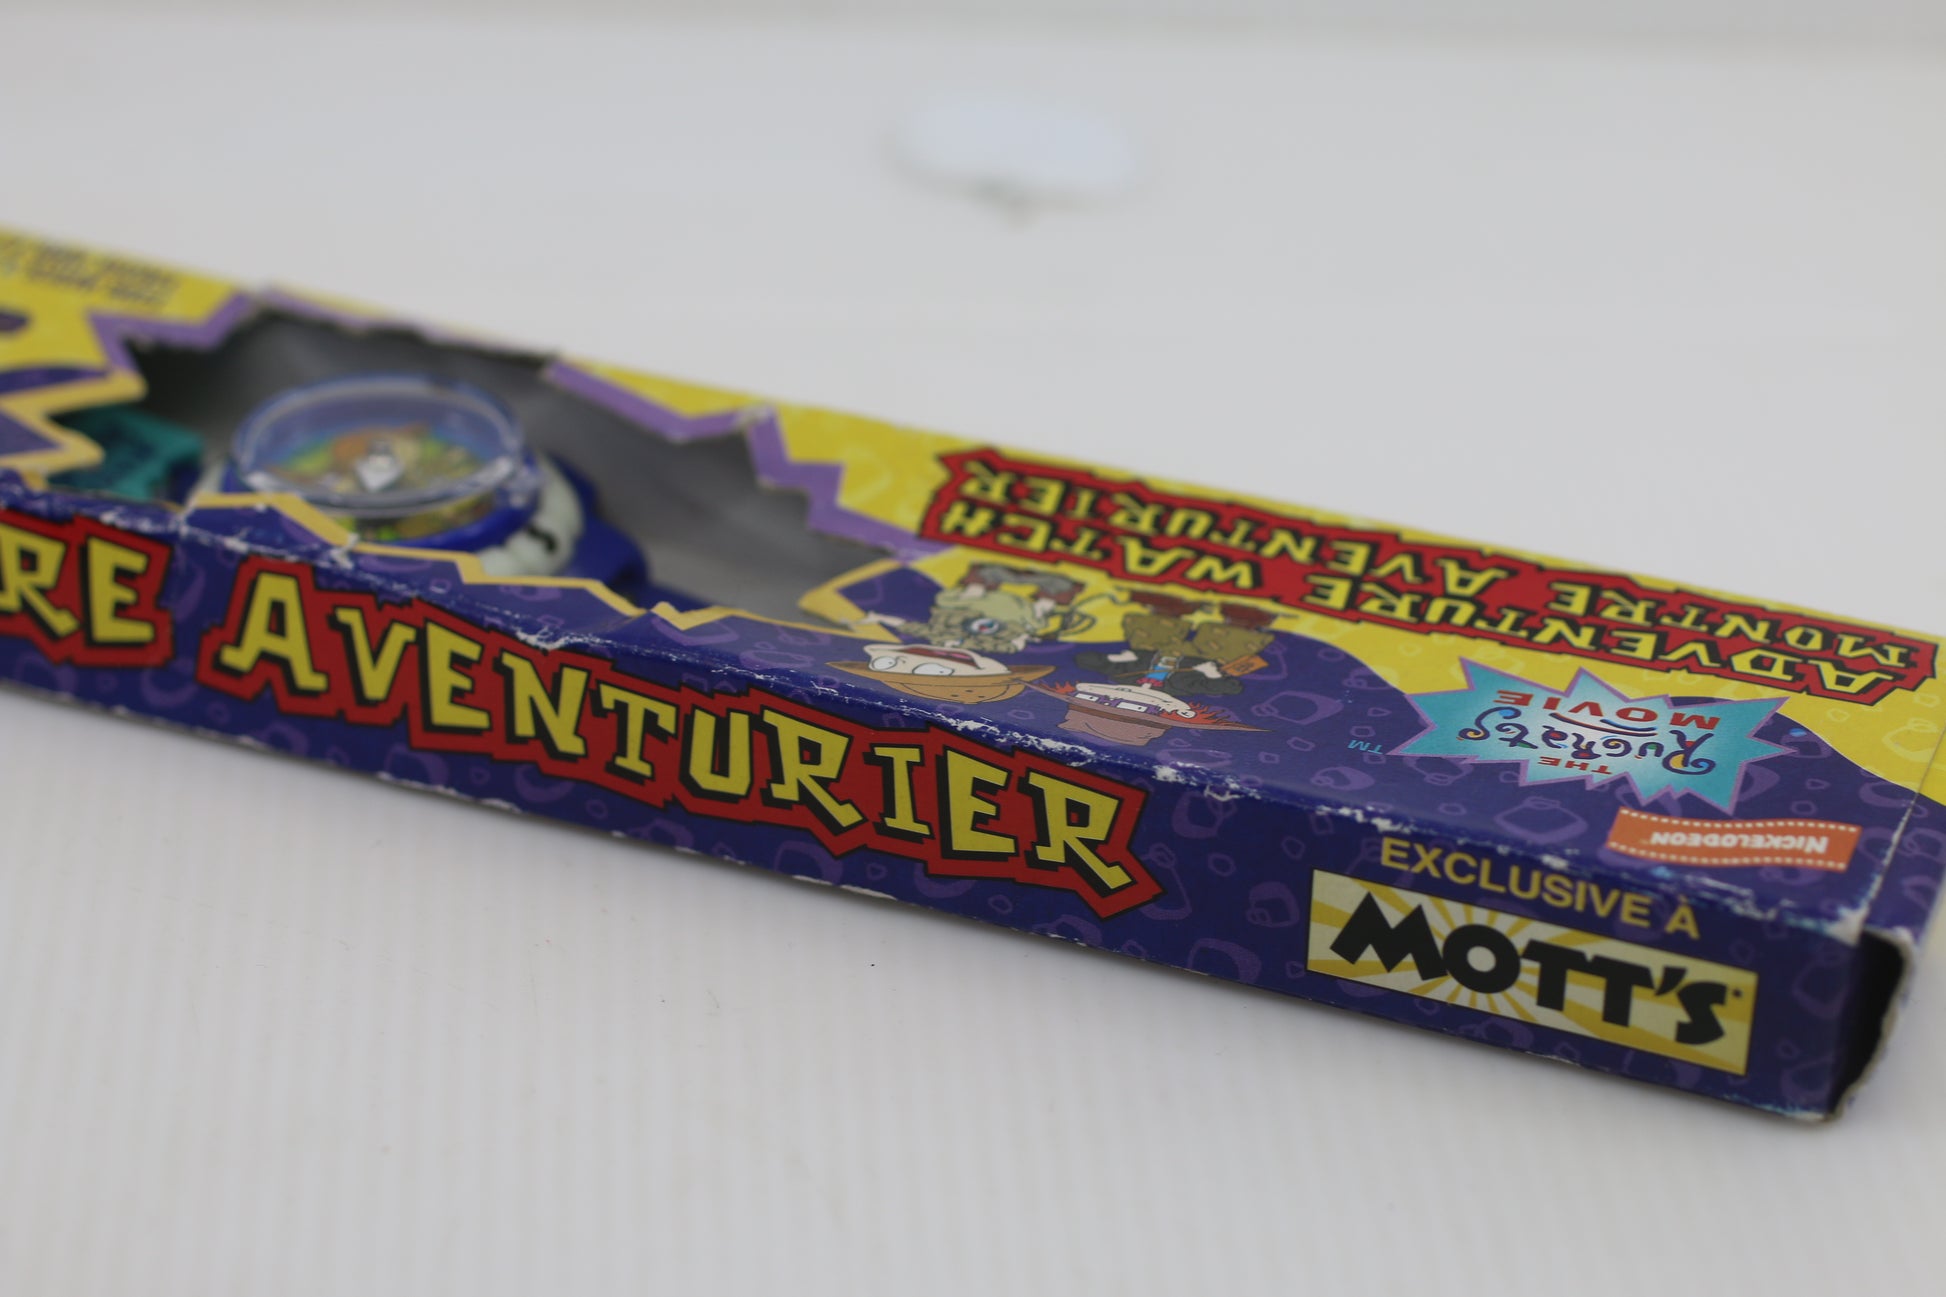 ADVENTURE WATCH
MONTRE AVENTURIER
THE
RUGRATS
MOVIE
™
NICKELODEON
RE AVENTURIER
EXCLUSIVE À
MOTT'S